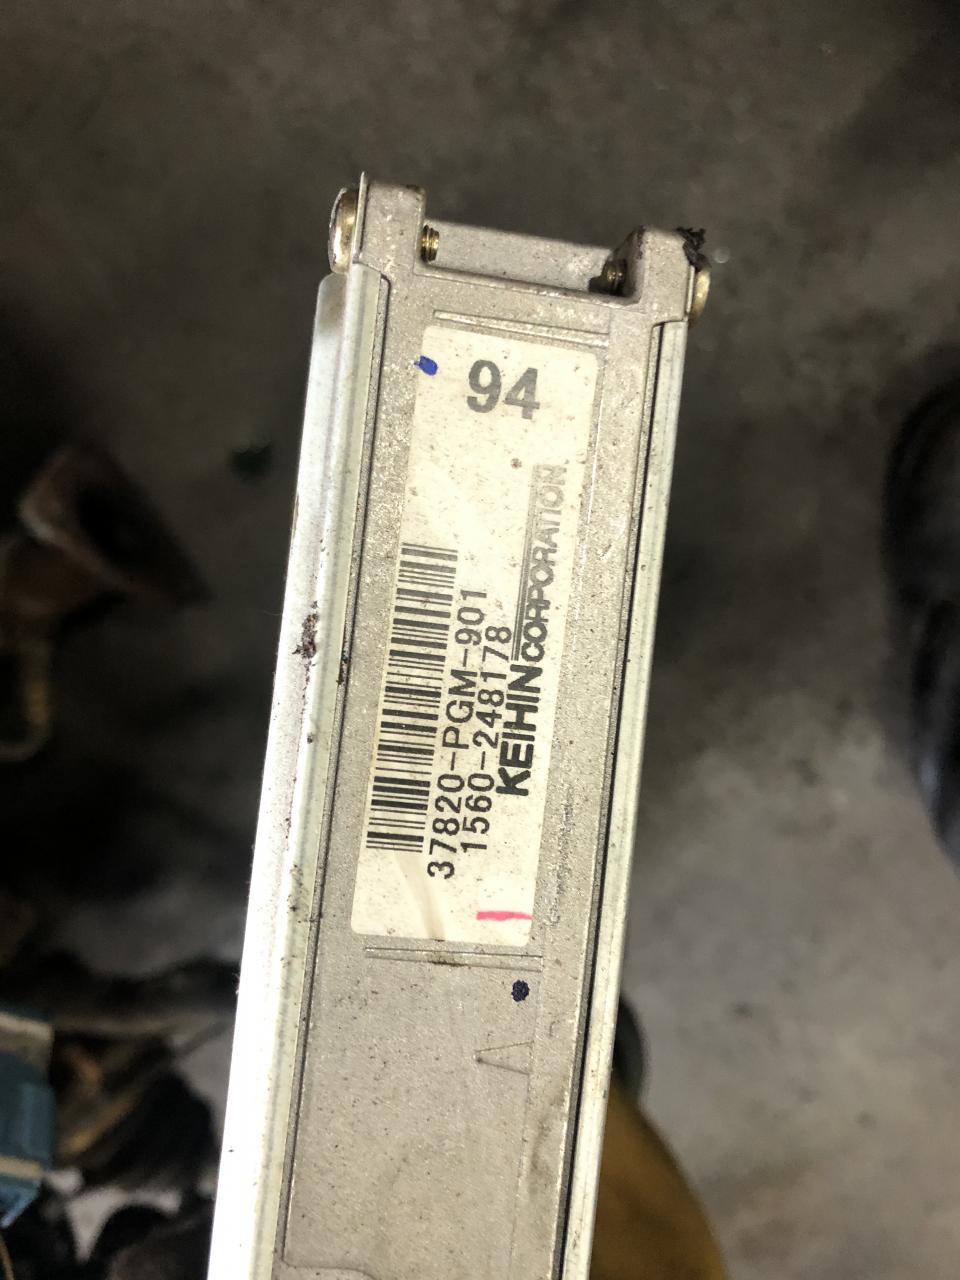 94
37820-PGM-901
1560-248178
KEIHIN CORPORATION